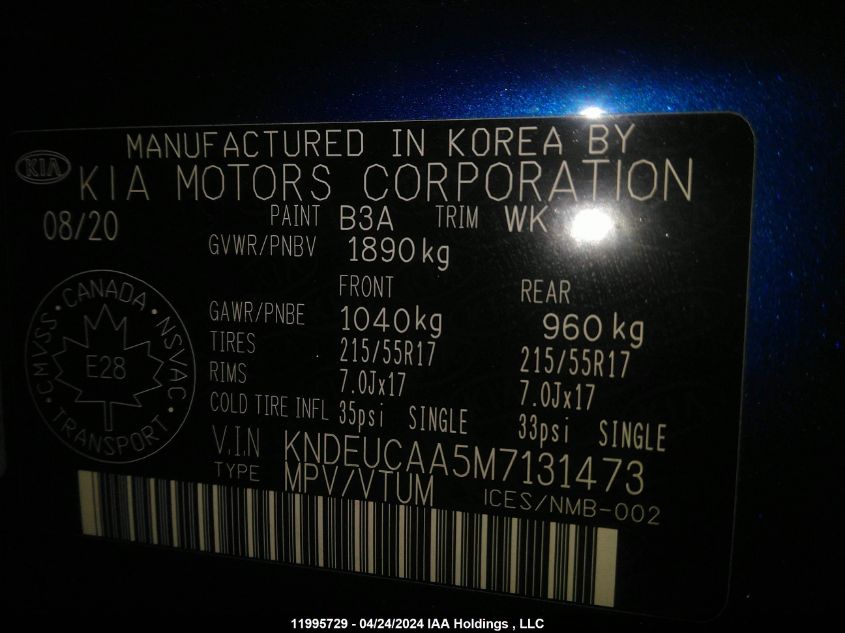 MANUFACTURED IN KOREA BY
KIA
KIA MOTORS CORPORATION
08/20 PAINT B3A TRIM WK
GVWR/PNBV 1890kg
FRONT REAR
GAWR/PNBE 1040kg 960kg
TIRES 215/55R17 215/55R17
RIMS 7.0Jx17 7.0Jx17
COLD TIRE INFL 35psi SINGLE 33psi SINGLE
CANADA
CMVSS · NSVAC
E28
TRANSPORT
V.I.N KNDEUCAA5M7131473
TYPE MPV/VTUM ICES/NMB-002
11995729 - 04/24/2024 IAA Holdings , LLC